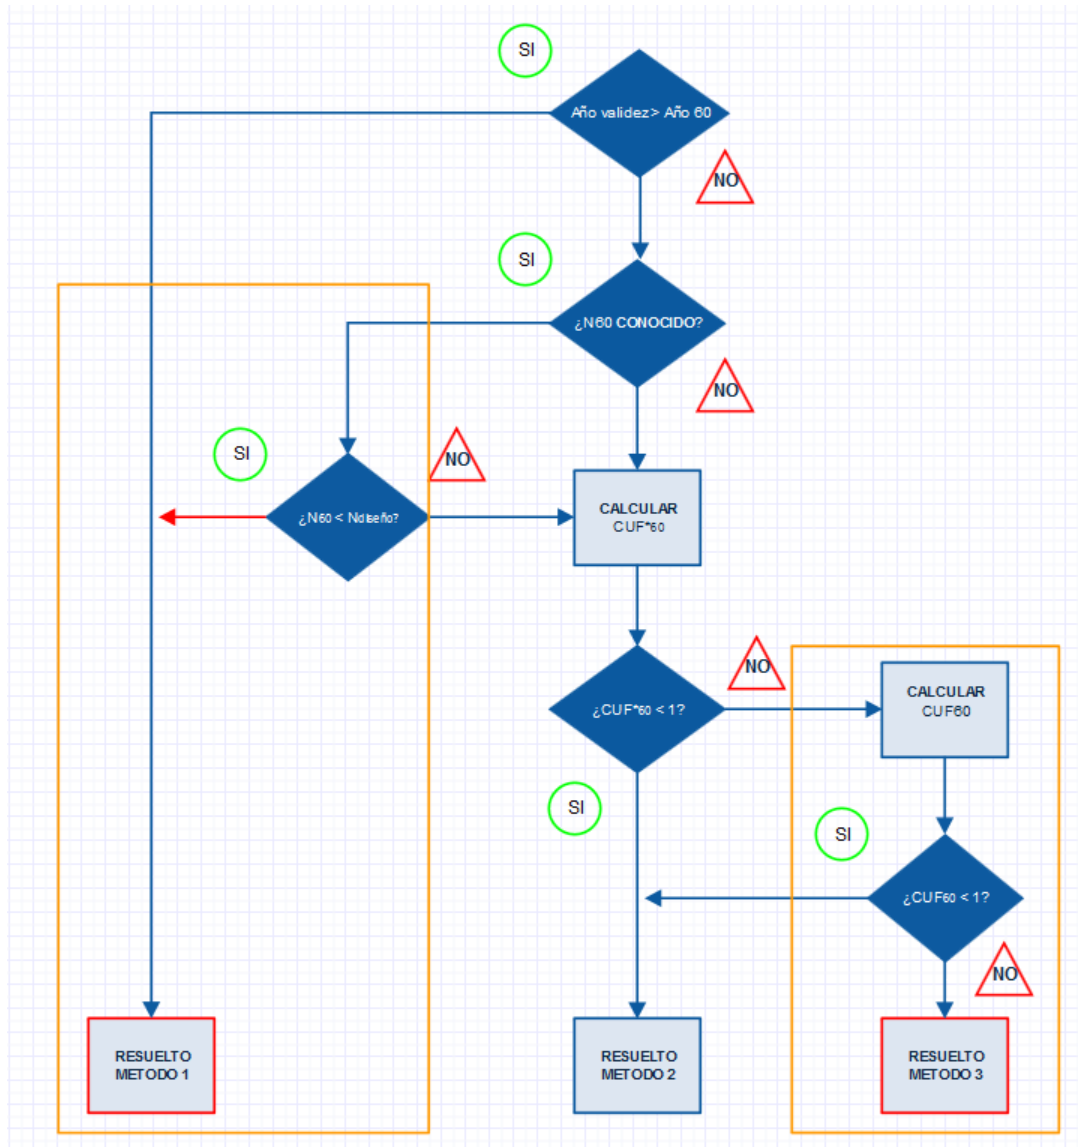 SI
Año validez> Año 60
NO
SI
¿N60 CONOCIDO?
NO
SI
NO
¿N60 < Ndiseño?
CALCULAR
CUF*60
NO
¿CUF*60 < 1?
CALCULAR
CUF60
SI
SI
¿CUF60 < 1?
NO
RESUELTO
METODO 1
RESUELTO
METODO 2
RESUELTO
METODO 3